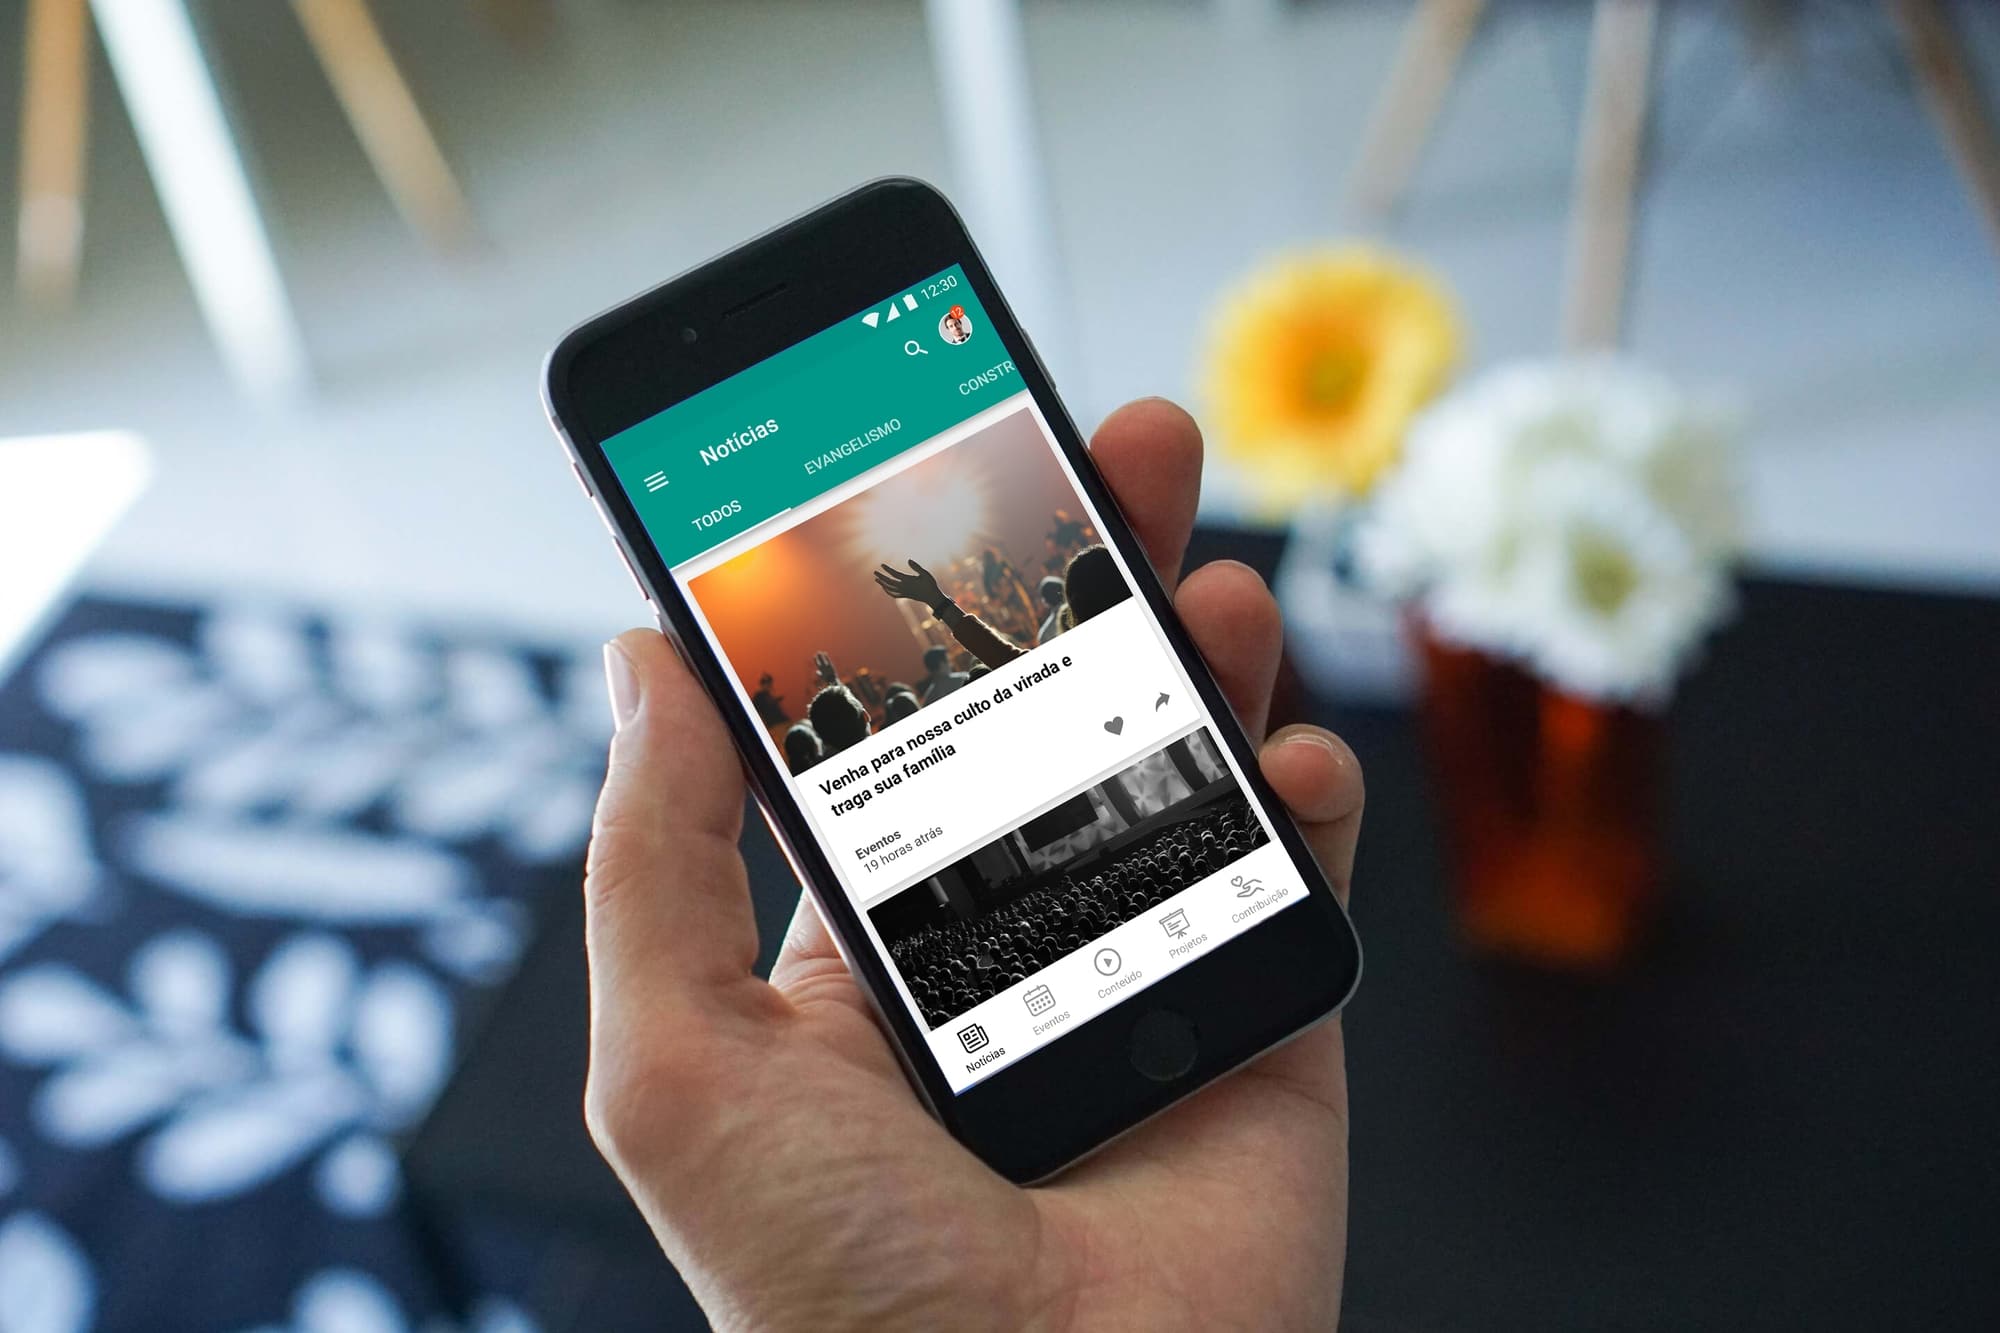 12:30
12
Notícias
TODOS
EVANGELISMO
CONSTR
Venha para nossa culto da virada e
traga sua família
Eventos
19 horas atrás
Notícias
Eventos
Conteúdo
Projetos
Contribuição